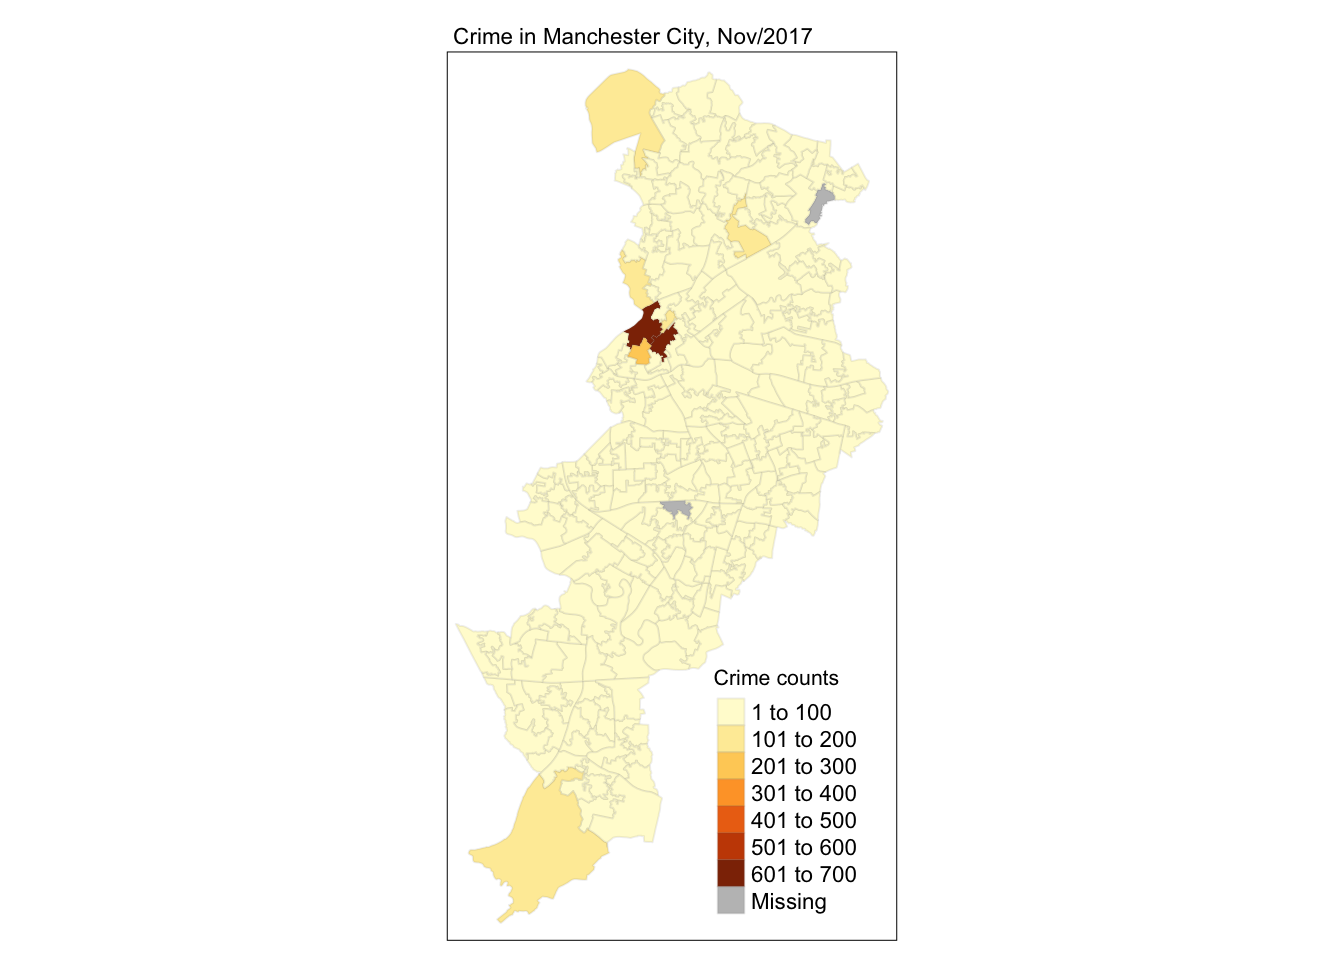 Crime in Manchester City, Nov/2017
Crime counts
1 to 100
101 to 200
201 to 300
301 to 400
401 to 500
501 to 600
601 to 700
Missing